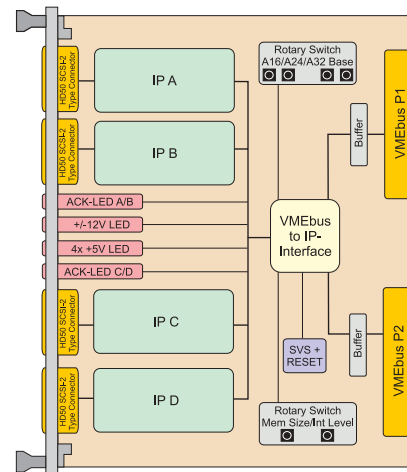 HD50 SCSI-2
Type Connector
IP A
Rotary Switch
A16/A24/A32 Base
VMEbus P1
Buffer
HD50 SCSI-2
Type Connector
IP B
ACK-LED A/B
+/-12V LED
4x +5V LED
ACK-LED C/D
VMEbus
to IP-
Interface
HD50 SCSI-2
Type Connector
IP C
SVS +
RESET
Buffer
VMEbus P2
HD50 SCSI-2
Type Connector
IP D
Rotary Switch
Mem Size/Int Level